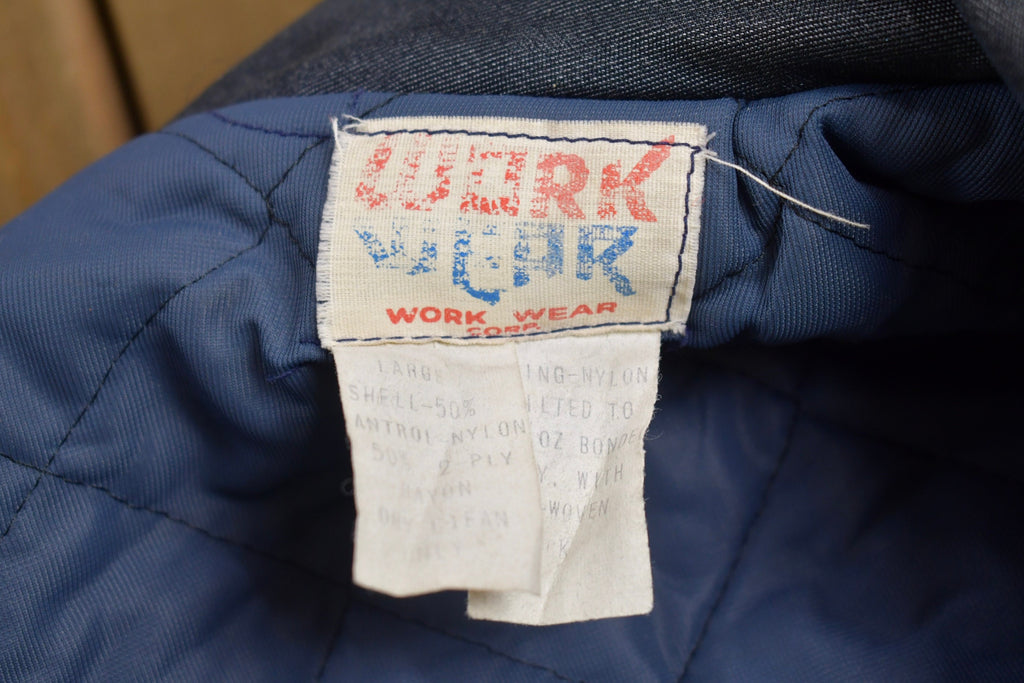 WORK
WEAR
WORK WEAR
CORP.
LARGE
SHELL-50%
ANTRON NYLON
50% 2 PLY
RAYON
DRY CLEAN
ONLY
ING-NYLON
LTED TO
OZ BONDED
Y. WITH
-WOVEN
CK